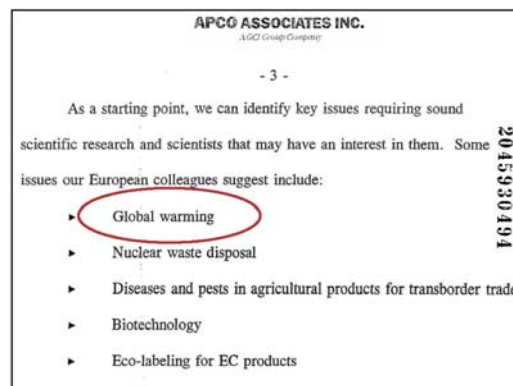 APCO ASSOCIATES INC.
A GCI Group Company
- 3 -
As a starting point, we can identify key issues requiring sound
scientific research and scientists that may have an interest in them. Some
issues our European colleagues suggest include:
► Global warming
► Nuclear waste disposal
► Diseases and pests in agricultural products for transborder trade
► Biotechnology
► Eco-labeling for EC products
2045930494